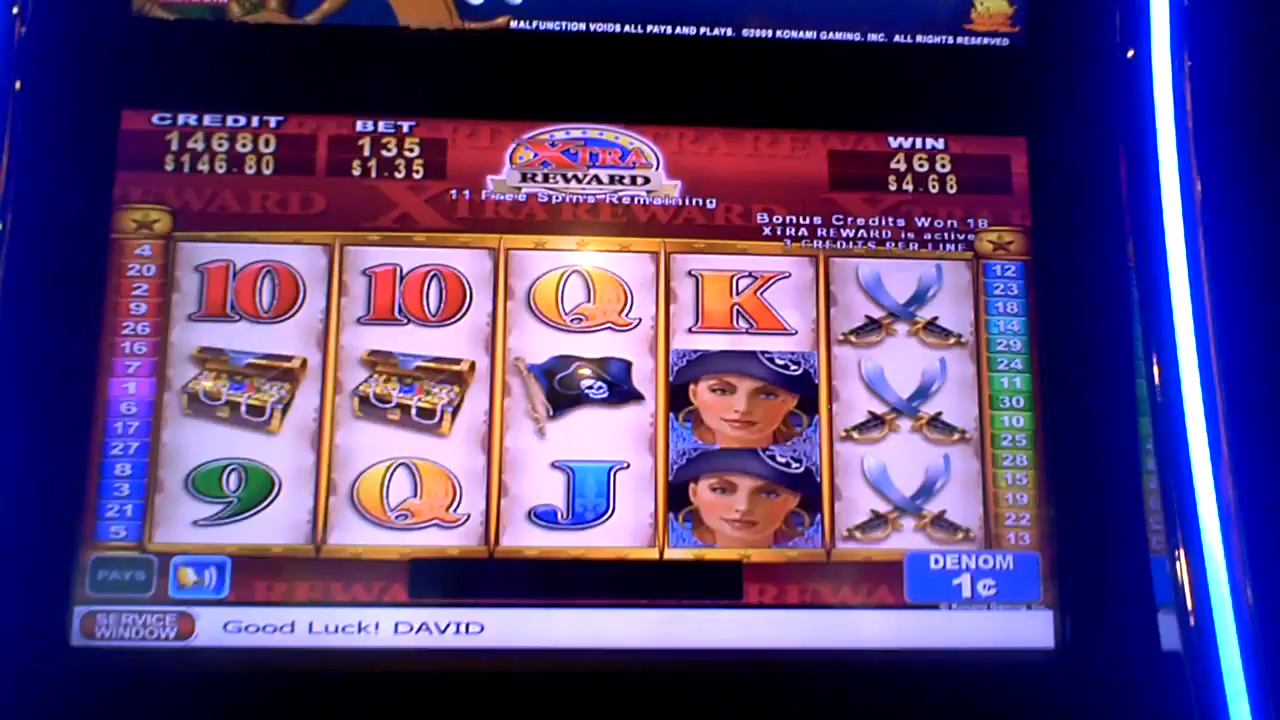 MALFUNCTION VOIDS ALL PAYS AND PLAYS. ©2009 KONAMI GAMING, INC. ALL RIGHTS RESERVED
CREDIT
14680
$146.80
BET
135
$1.35
XTRA
REWARD
WIN
468
$4.68
11 Free Spins Remaining
Bonus Credits Won 18
XTRA REWARD is active
3 CREDITS PER LINE
4
20
2
9
26
16
7
1
6
17
27
8
3
21
5
10 10 Q K
9 Q J
12
23
18
14
29
24
11
30
10
25
28
15
19
22
13
PAYS
DENOM
1¢
SERVICE
WINDOW
Good Luck! DAVID